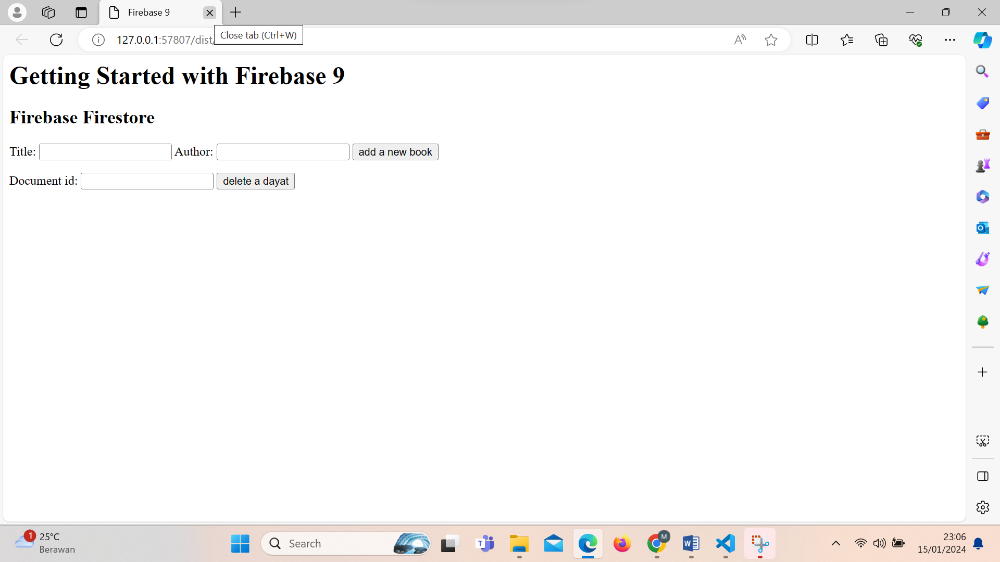 Firebase 9
Close tab (Ctrl+W)
127.0.0.1:57807/dist/
Getting Started with Firebase 9
Firebase Firestore
Title: Author: add a new book
Document id: delete a dayat
1
25°C
Berawan
Search
T
M
W
23:06
15/01/2024